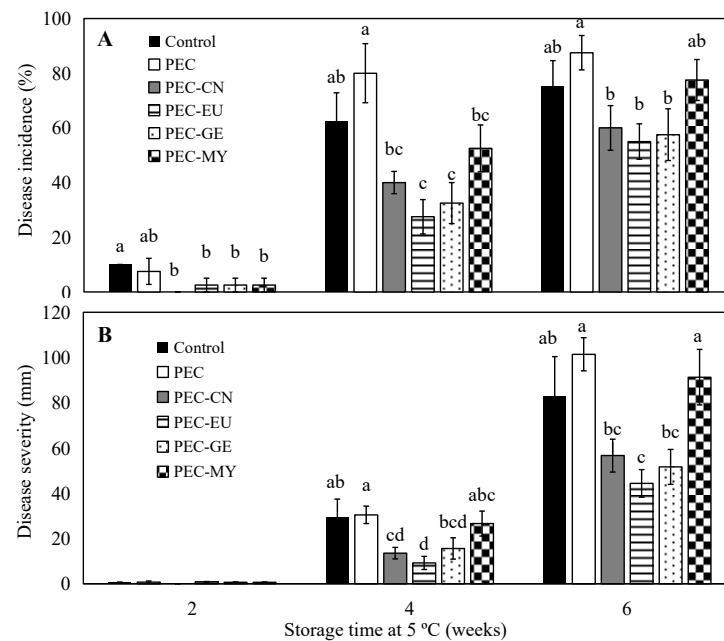 A
Control
PEC
PEC-CN
PEC-EU
PEC-GE
PEC-MY
Disease incidence (%)
100
80
60
40
20
0
a
ab
b
b
b
b
ab
a
bc
c
c
bc
ab
a
b
b
b
ab
B
Control
PEC
PEC-CN
PEC-EU
PEC-GE
PEC-MY
Disease severity (mm)
120
100
80
60
40
20
0
ab
a
cd
d
bcd
abc
ab
a
bc
c
bc
a
2
4
6
Storage time at 5 ºC (weeks)